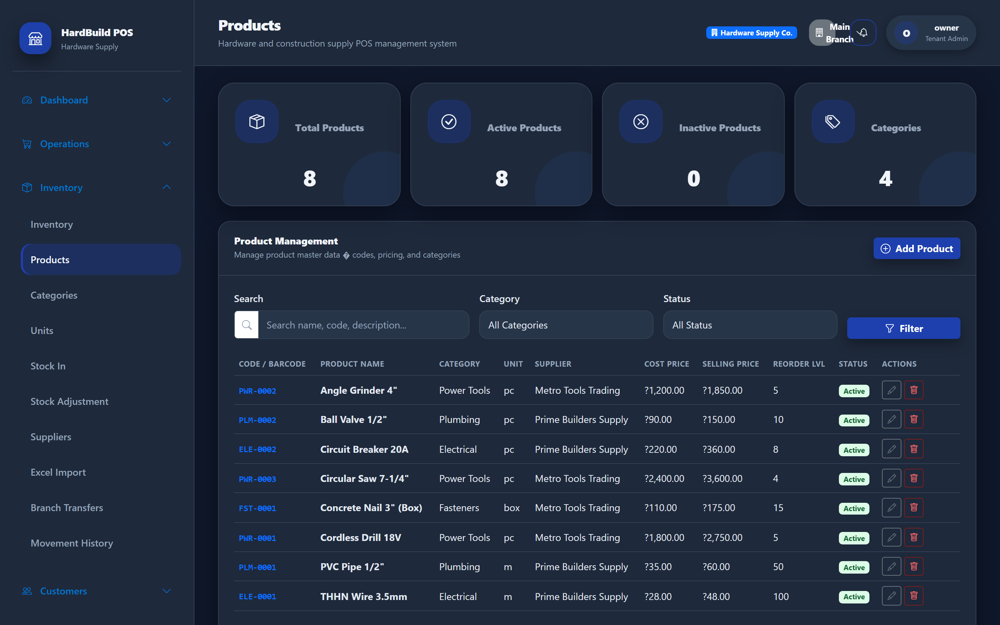 HardBuild POS
Hardware Supply
Dashboard
Operations
Inventory
Inventory
Products
Categories
Units
Stock In
Stock Adjustment
Suppliers
Excel Import
Branch Transfers
Movement History
Customers
Products
Hardware and construction supply POS management system
Hardware Supply Co.
Main
Branch
O
owner
Tenant Admin
Total Products
8
Active Products
8
Inactive Products
0
Categories
4
Product Management
Manage product master data � codes, pricing, and categories
Add Product
Search
Search name, code, description...
Category
All Categories
Status
All Status
Filter
CODE / BARCODE PRODUCT NAME CATEGORY UNIT SUPPLIER COST PRICE SELLING PRICE REORDER LVL STATUS ACTIONS
PWR-0002 Angle Grinder 4" Power Tools pc Metro Tools Trading ?1,200.00 ?1,850.00 5 Active
PLM-0002 Ball Valve 1/2" Plumbing pc Prime Builders Supply ?90.00 ?150.00 10 Active
ELE-0002 Circuit Breaker 20A Electrical pc Prime Builders Supply ?220.00 ?360.00 8 Active
PWR-0003 Circular Saw 7-1/4" Power Tools pc Metro Tools Trading ?2,400.00 ?3,600.00 4 Active
FST-0001 Concrete Nail 3" (Box) Fasteners box Metro Tools Trading ?110.00 ?175.00 15 Active
PWR-0001 Cordless Drill 18V Power Tools pc Metro Tools Trading ?1,800.00 ?2,750.00 5 Active
PLM-0001 PVC Pipe 1/2" Plumbing m Prime Builders Supply ?35.00 ?60.00 50 Active
ELE-0001 THHN Wire 3.5mm Electrical m Prime Builders Supply ?28.00 ?48.00 100 Active